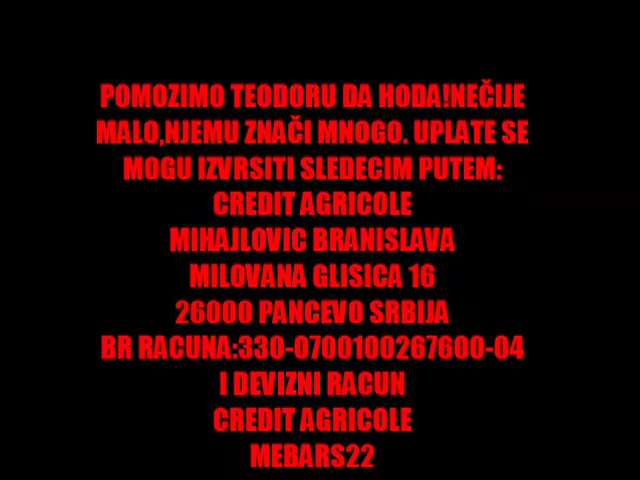 POMOZIMO TEODORU DA HODA!NEČIJE
MALO,NJEMU ZNAČI MNOGO. UPLATE SE
MOGU IZVRSITI SLEDECIM PUTEM:
CREDIT AGRICOLE
MIHAJLOVIC BRANISLAVA
MILOVANA GLISICA 16
26000 PANCEVO SRBIJA
BR RACUNA:330-0700100267600-04
I DEVIZNI RACUN
CREDIT AGRICOLE
MEBARS22